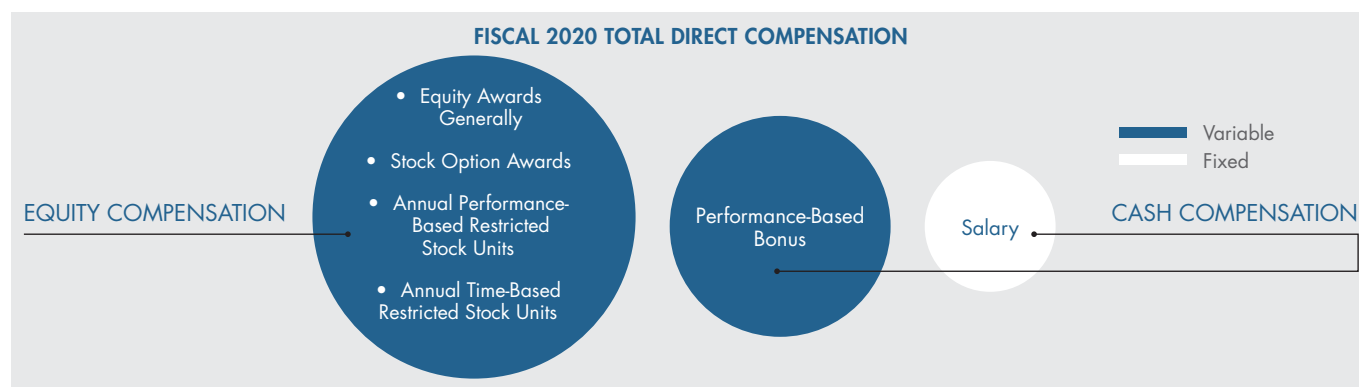 FISCAL 2020 TOTAL DIRECT COMPENSATION
EQUITY COMPENSATION
• Equity Awards
Generally
• Stock Option Awards
• Annual Performance-
Based Restricted
Stock Units
• Annual Time-Based
Restricted Stock Units
Performance-Based
Bonus
Salary
Variable
Fixed
CASH COMPENSATION